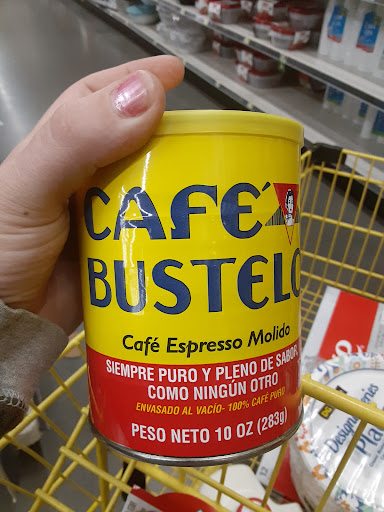 CAFÉ
BUSTELO
Café Espresso Molido
SIEMPRE PURO Y PLENO DE SABOR,
COMO NINGÚN OTRO
ENVASADO AL VACÍO- 100% CAFÉ PURO
PESO NETO 10 OZ (283g)